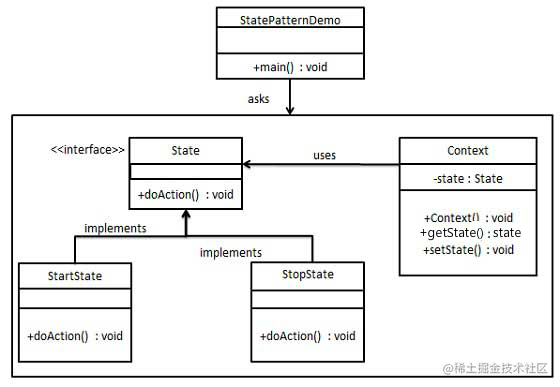 StatePatternDemo
+main() : void
asks
<<interface>>
State
+doAction() : void
uses
Context
-state : State
+Context() : void
+getState() : state
+setState() : void
implements
implements
StartState
+doAction() : void
StopState
+doAction() : void
@稀土掘金技术社区